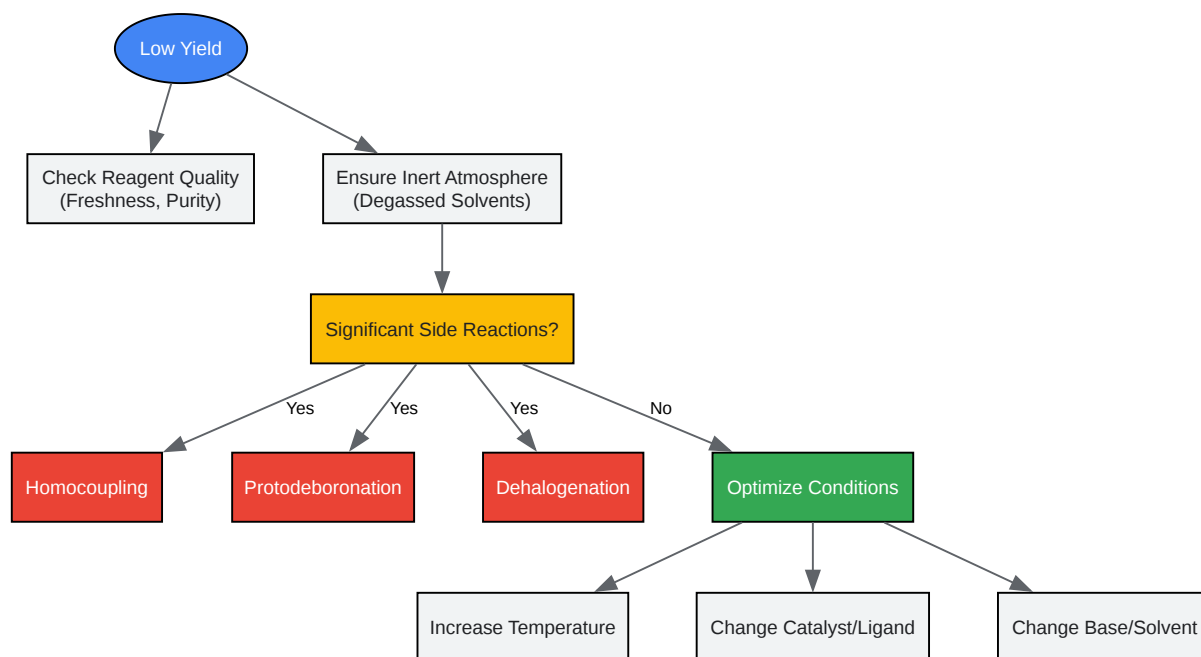 Low Yield
Check Reagent Quality
(Freshness, Purity)
Ensure Inert Atmosphere
(Degassed Solvents)
Significant Side Reactions?
Yes
Yes
Yes
No
Homocoupling
Protodeboronation
Dehalogenation
Optimize Conditions
Increase Temperature
Change Catalyst/Ligand
Change Base/Solvent